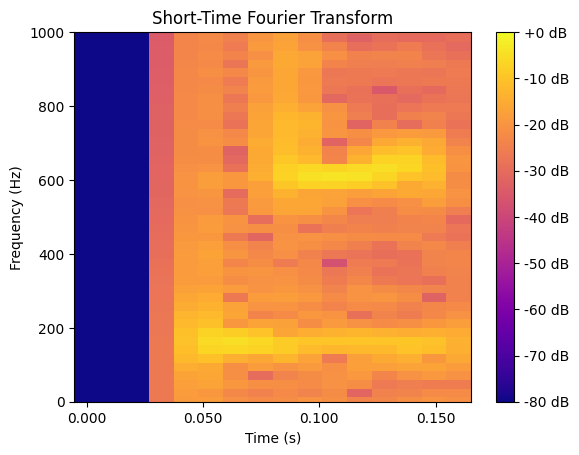 Short-Time Fourier Transform
1000
800
600
400
200
0
Frequency (Hz)
0.000
0.050
0.100
0.150
Time (s)
+0 dB
-10 dB
-20 dB
-30 dB
-40 dB
-50 dB
-60 dB
-70 dB
-80 dB